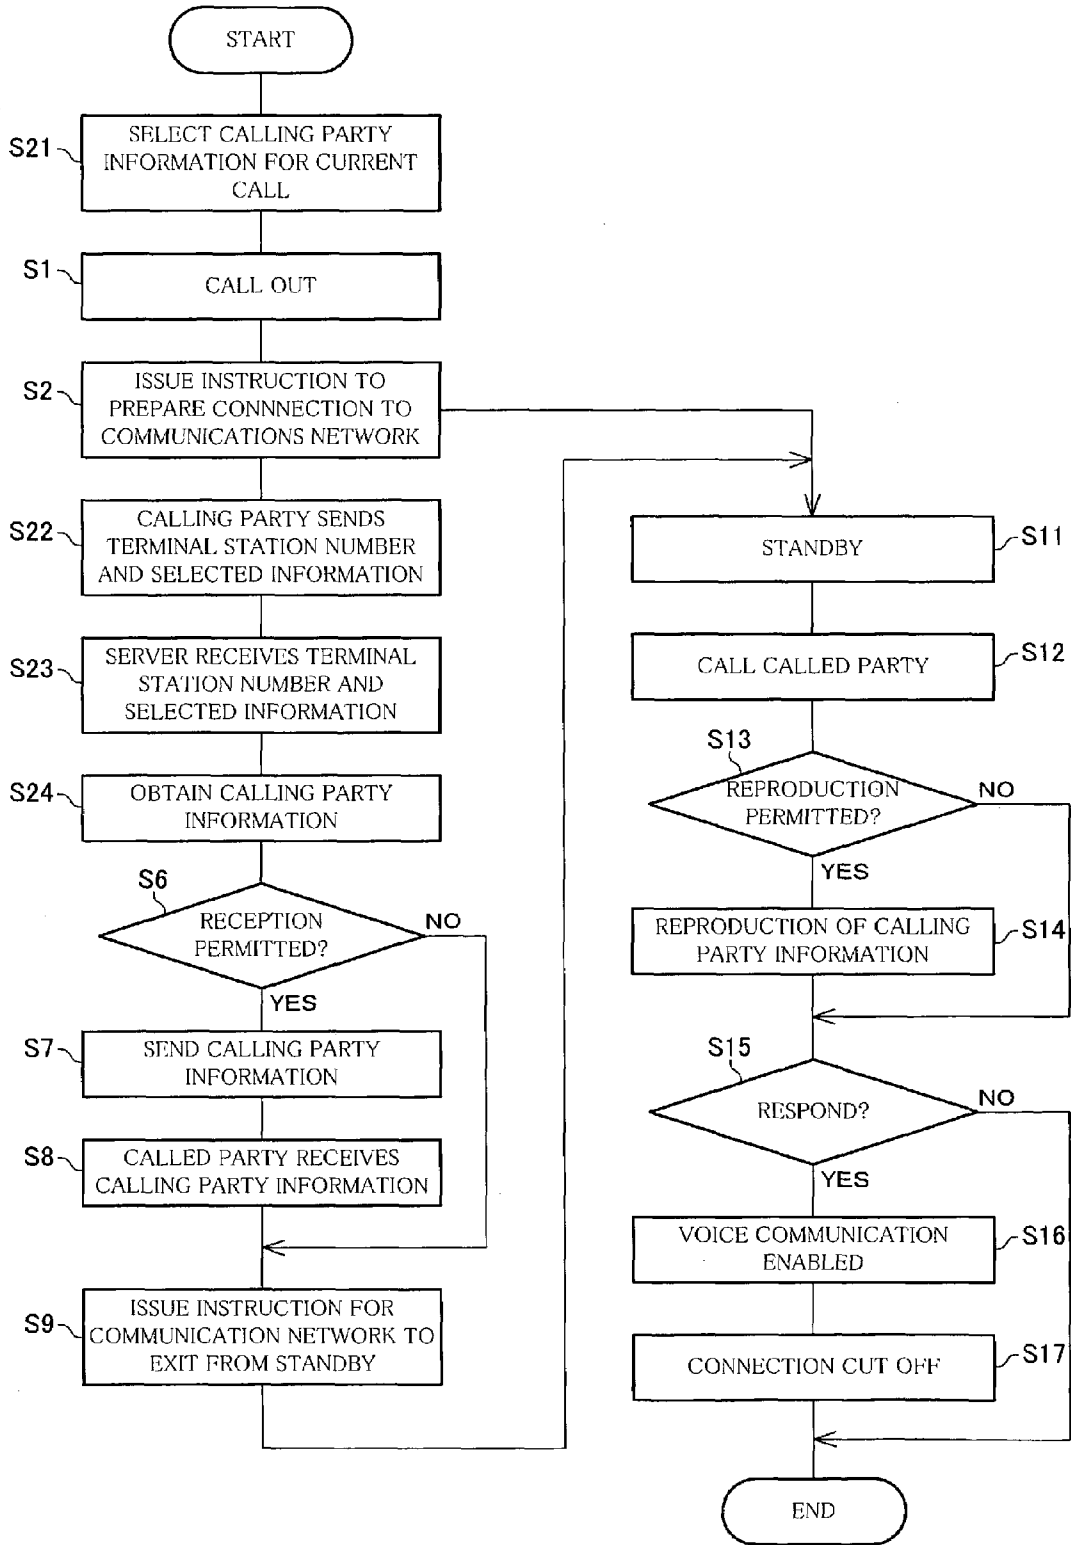 START
S21
SELECT CALLING PARTY
INFORMATION FOR CURRENT
CALL
S1
CALL OUT
S2
ISSUE INSTRUCTION TO
PREPARE CONNNECTION TO
COMMUNICATIONS NETWORK
S22
CALLING PARTY SENDS
TERMINAL STATION NUMBER
AND SELECTED INFORMATION
S23
SERVER RECEIVES TERMINAL
STATION NUMBER AND
SELECTED INFORMATION
S24
OBTAIN CALLING PARTY
INFORMATION
S6
RECEPTION
PERMITTED?
NO
YES
S7
SEND CALLING PARTY
INFORMATION
S8
CALLED PARTY RECEIVES
CALLING PARTY INFORMATION
S9
ISSUE INSTRUCTION FOR
COMMUNICATION NETWORK TO
EXIT FROM STANDBY
STANDBY
S11
CALL CALLED PARTY
S12
S13
REPRODUCTION
PERMITTED?
NO
YES
REPRODUCTION OF CALLING
PARTY INFORMATION
S14
S15
RESPOND?
NO
YES
VOICE COMMUNICATION
ENABLED
S16
CONNECTION CUT OFF
S17
END